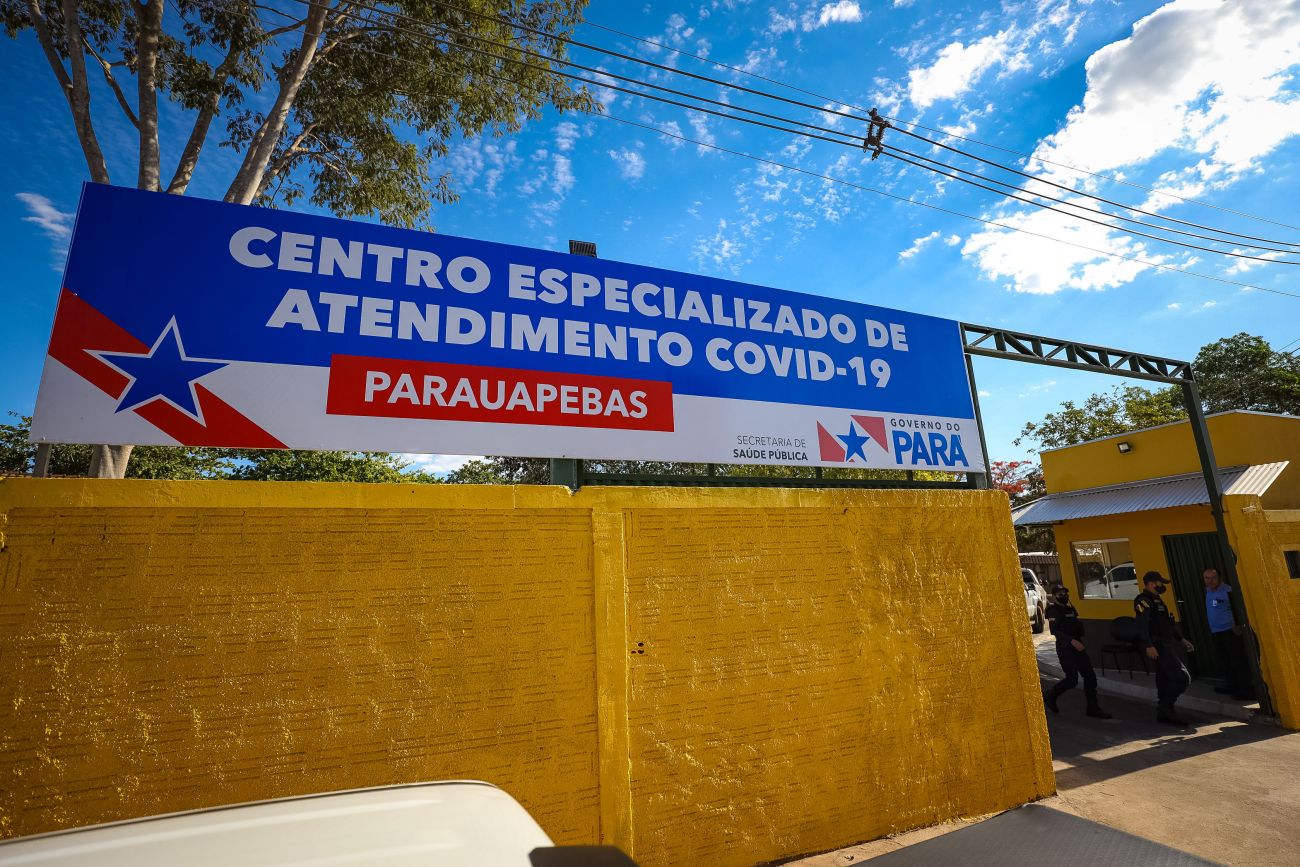 CENTRO ESPECIALIZADO DE
ATENDIMENTO COVID-19
PARAUAPEBAS
SECRETARIA DE
SAÚDE PÚBLICA
GOVERNO DO
PARÁ